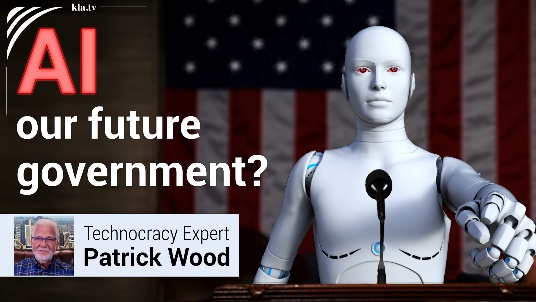 kla.tv
AI
our future
government?
Technocracy Expert
Patrick Wood